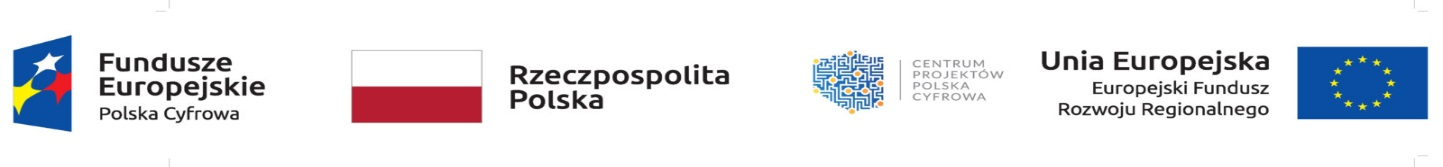 Fundusze
Europejskie
Polska Cyfrowa
Rzeczpospolita
Polska
CENTRUM
PROJEKTÓW
POLSKA
CYFROWA
Unia Europejska
Europejski Fundusz
Rozwoju Regionalnego